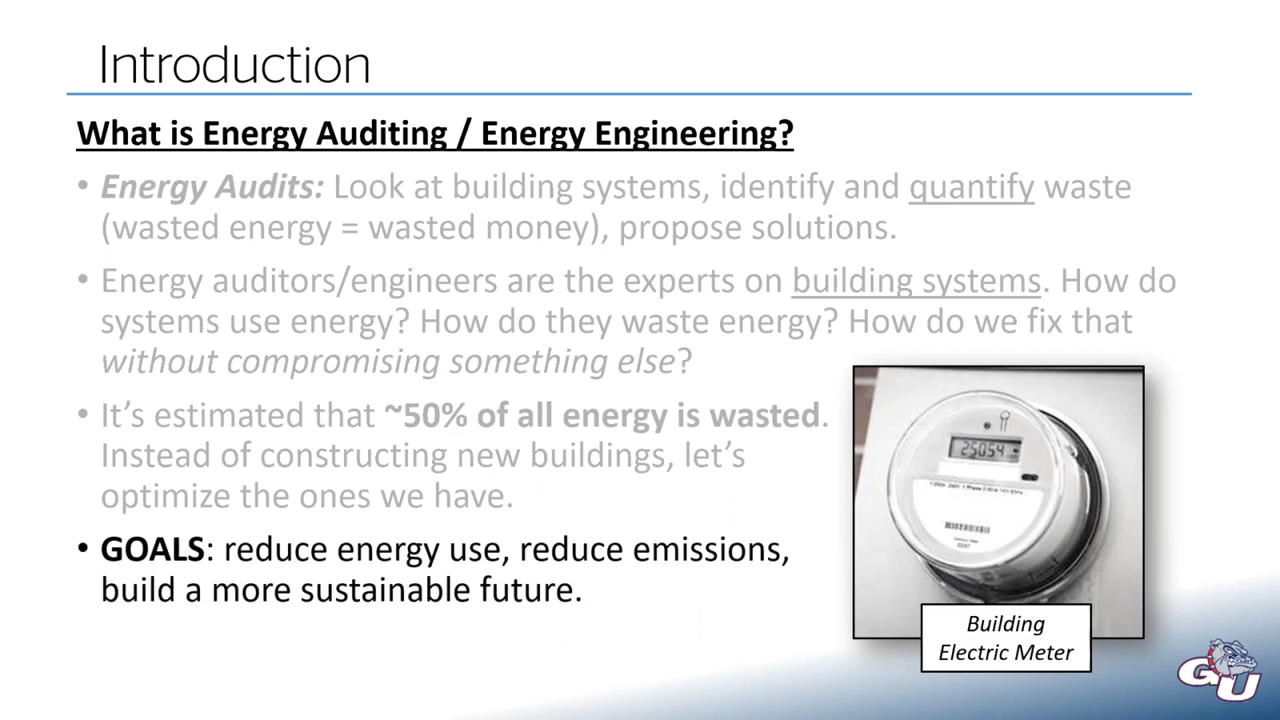 Introduction
What is Energy Auditing / Energy Engineering?
• Energy Audits: Look at building systems, identify and quantify waste
(wasted energy = wasted money), propose solutions.
• Energy auditors/engineers are the experts on building systems. How do
systems use energy? How do they waste energy? How do we fix that
without compromising something else?
• It’s estimated that ~50% of all energy is wasted.
Instead of constructing new buildings, let’s
optimize the ones we have.
• GOALS: reduce energy use, reduce emissions,
build a more sustainable future.
25054
Building
Electric Meter
GU